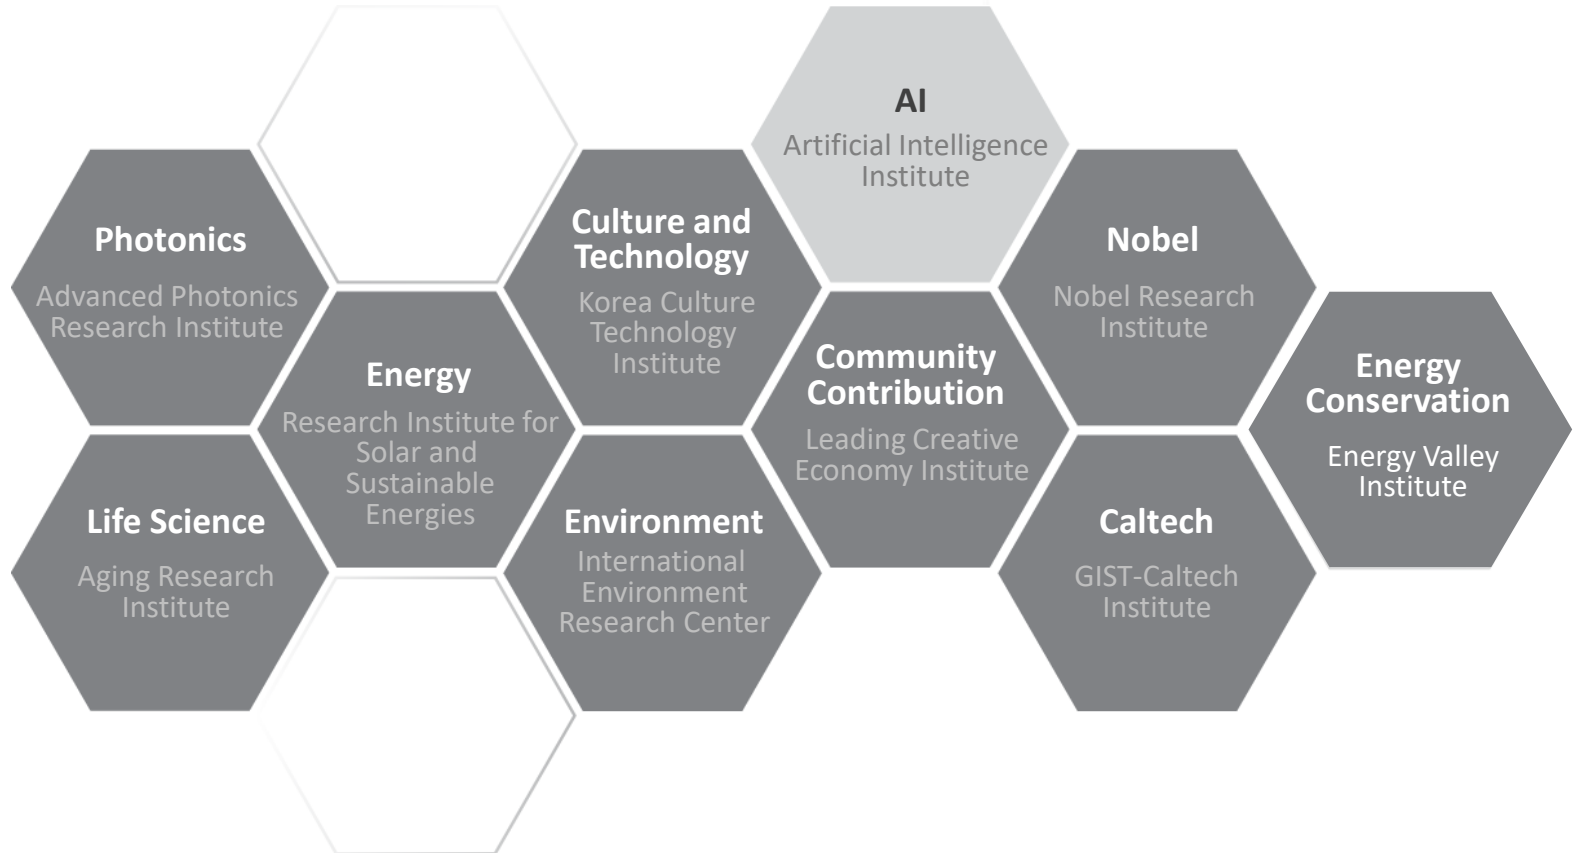 AI
Artificial Intelligence
Institute
Photonics
Advanced Photonics
Research Institute
Culture and
Technology
Korea Culture
Technology
Institute
Nobel
Nobel Research
Institute
Energy
Research Institute for
Solar and
Sustainable
Energies
Community
Contribution
Leading Creative
Economy Institute
Energy
Conservation
Energy Valley
Institute
Life Science
Aging Research
Institute
Environment
International
Environment
Research Center
Caltech
GIST-Caltech
Institute